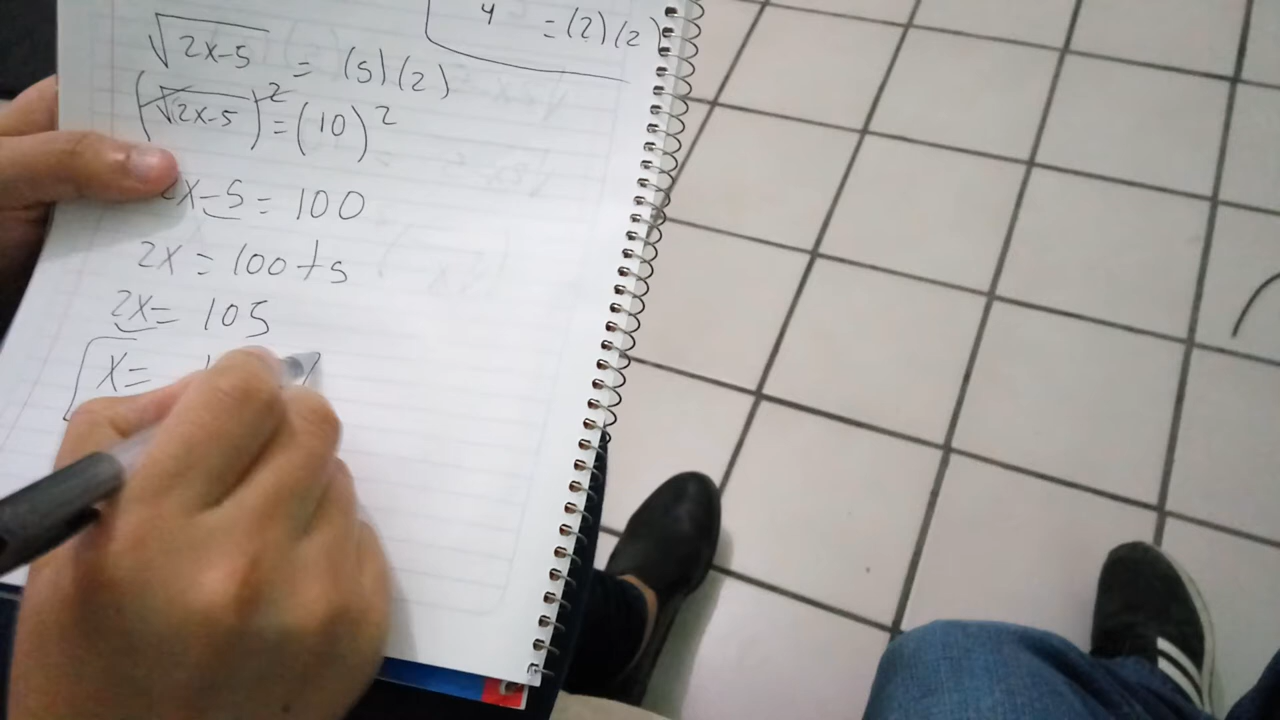 4 = (2)(2)
√2x-5 = (5)(2)
(√2x-5)² = (10)²
2x-5 = 100
2x = 100+5
2x = 105
x =